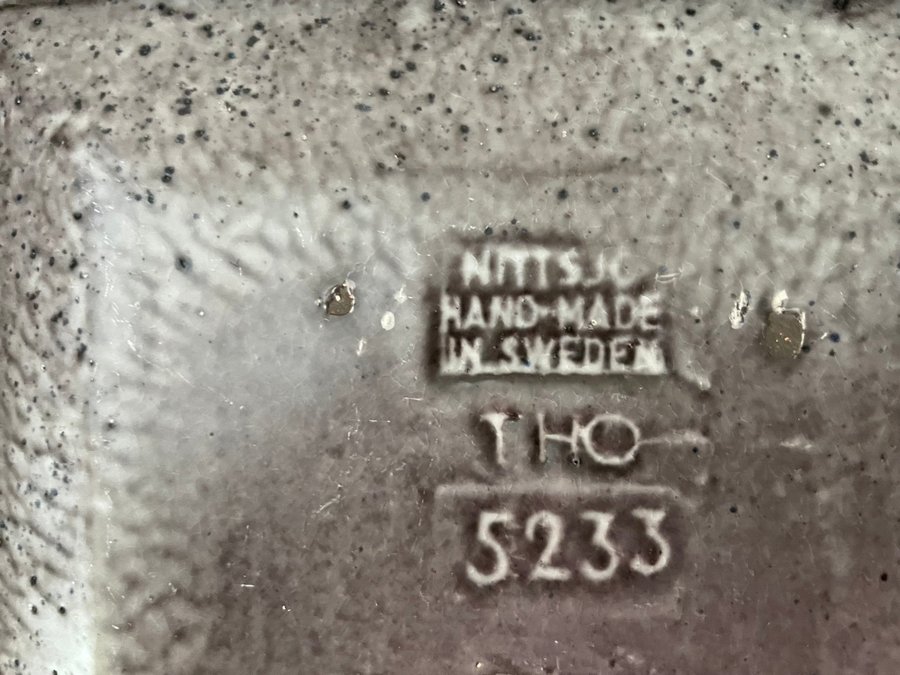 NITTSJÖ
HAND-MADE
IN SWEDEN
THO
5233